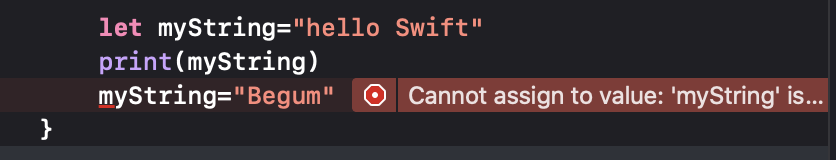 let myString="hello Swift"
print(myString)
myString="Begum" Cannot assign to value: 'myString' is...
}